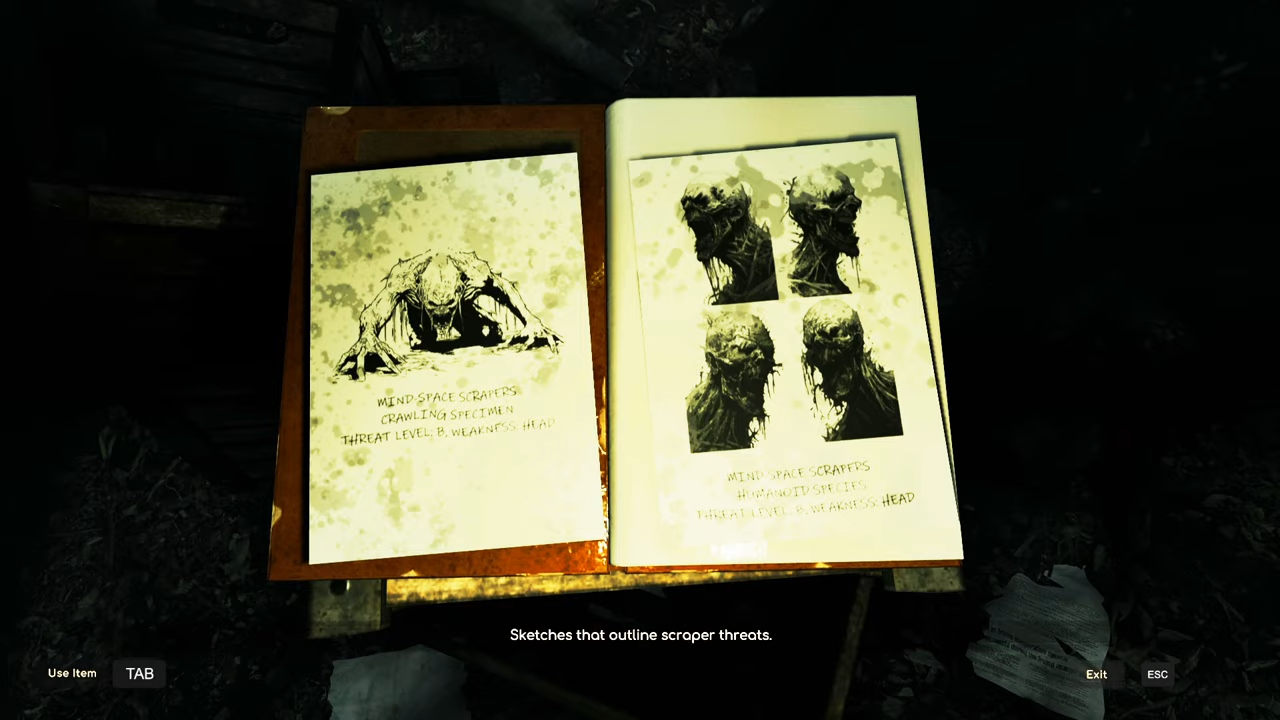 MIND-SPACE SCRAPERS
CRAWLING SPECIMEN
THREAT LEVEL: B, WEAKNESS: HEAD
MIND-SPACE SCRAPERS
HUMANOID SPECIES
THREAT LEVEL: B, WEAKNESS: HEAD
Sketches that outline scraper threats.
Use Item TAB
Exit ESC